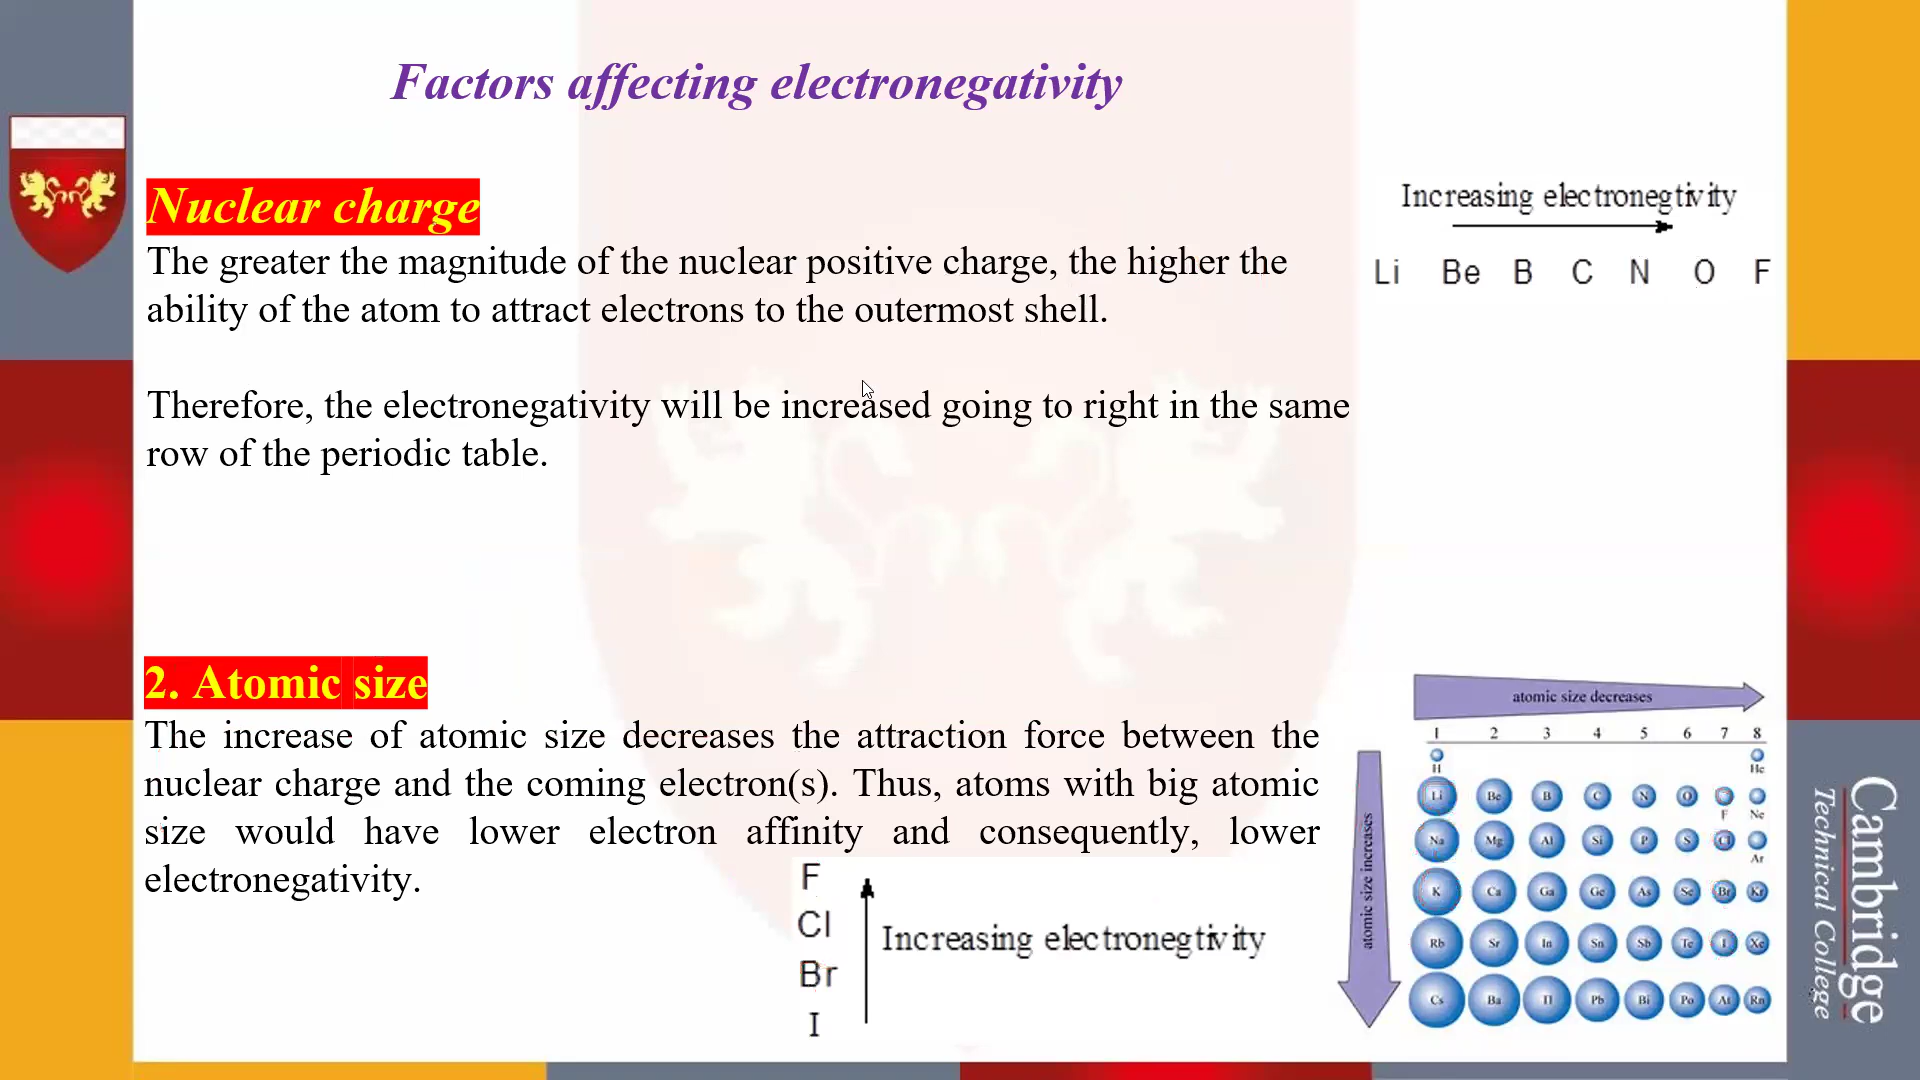 Factors affecting electronegativity
Nuclear charge
The greater the magnitude of the nuclear positive charge, the higher the
ability of the atom to attract electrons to the outermost shell.
Therefore, the electronegativity will be increased going to right in the same
row of the periodic table.
Increasing electronegtivity
Li Be B C N O F
2. Atomic size
The increase of atomic size decreases the attraction force between the
nuclear charge and the coming electron(s). Thus, atoms with big atomic
size would have lower electron affinity and consequently, lower
electronegativity.
F
Cl
Br
I
Increasing electronegtivity
atomic size decreases
atomic size increases
1 2 3 4 5 6 7 8
H He
Li Be B C N O F Ne
Na Mg Al Si P S Cl Ar
K Ca Ga Ge As Se Br Kr
Rb Sr In Sn Sb Te I Xe
Cs Ba Tl Pb Bi Po At Rn
Cambridge
Technical College